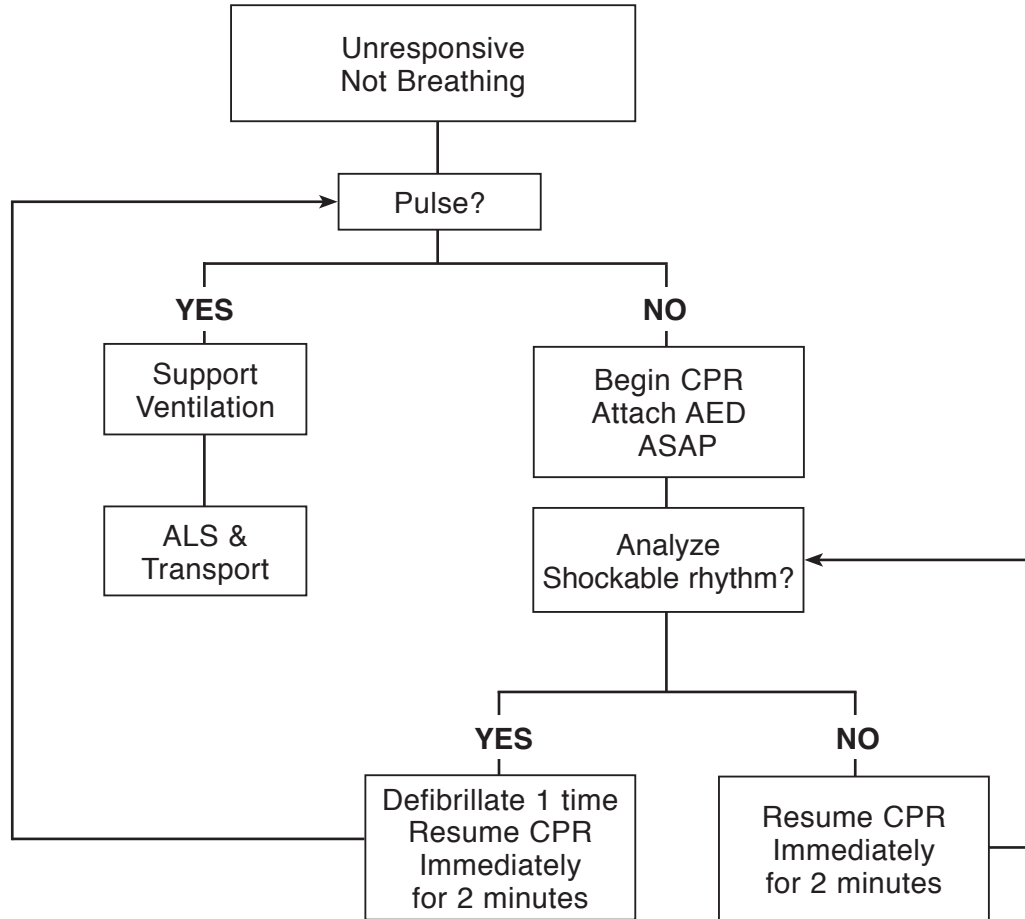 Unresponsive
Not Breathing
Pulse?
YES
NO
Support
Ventilation
Begin CPR
Attach AED
ASAP
ALS &
Transport
Analyze
Shockable rhythm?
YES
NO
Defibrillate 1 time
Resume CPR
Immediately
for 2 minutes
Resume CPR
Immediately
for 2 minutes